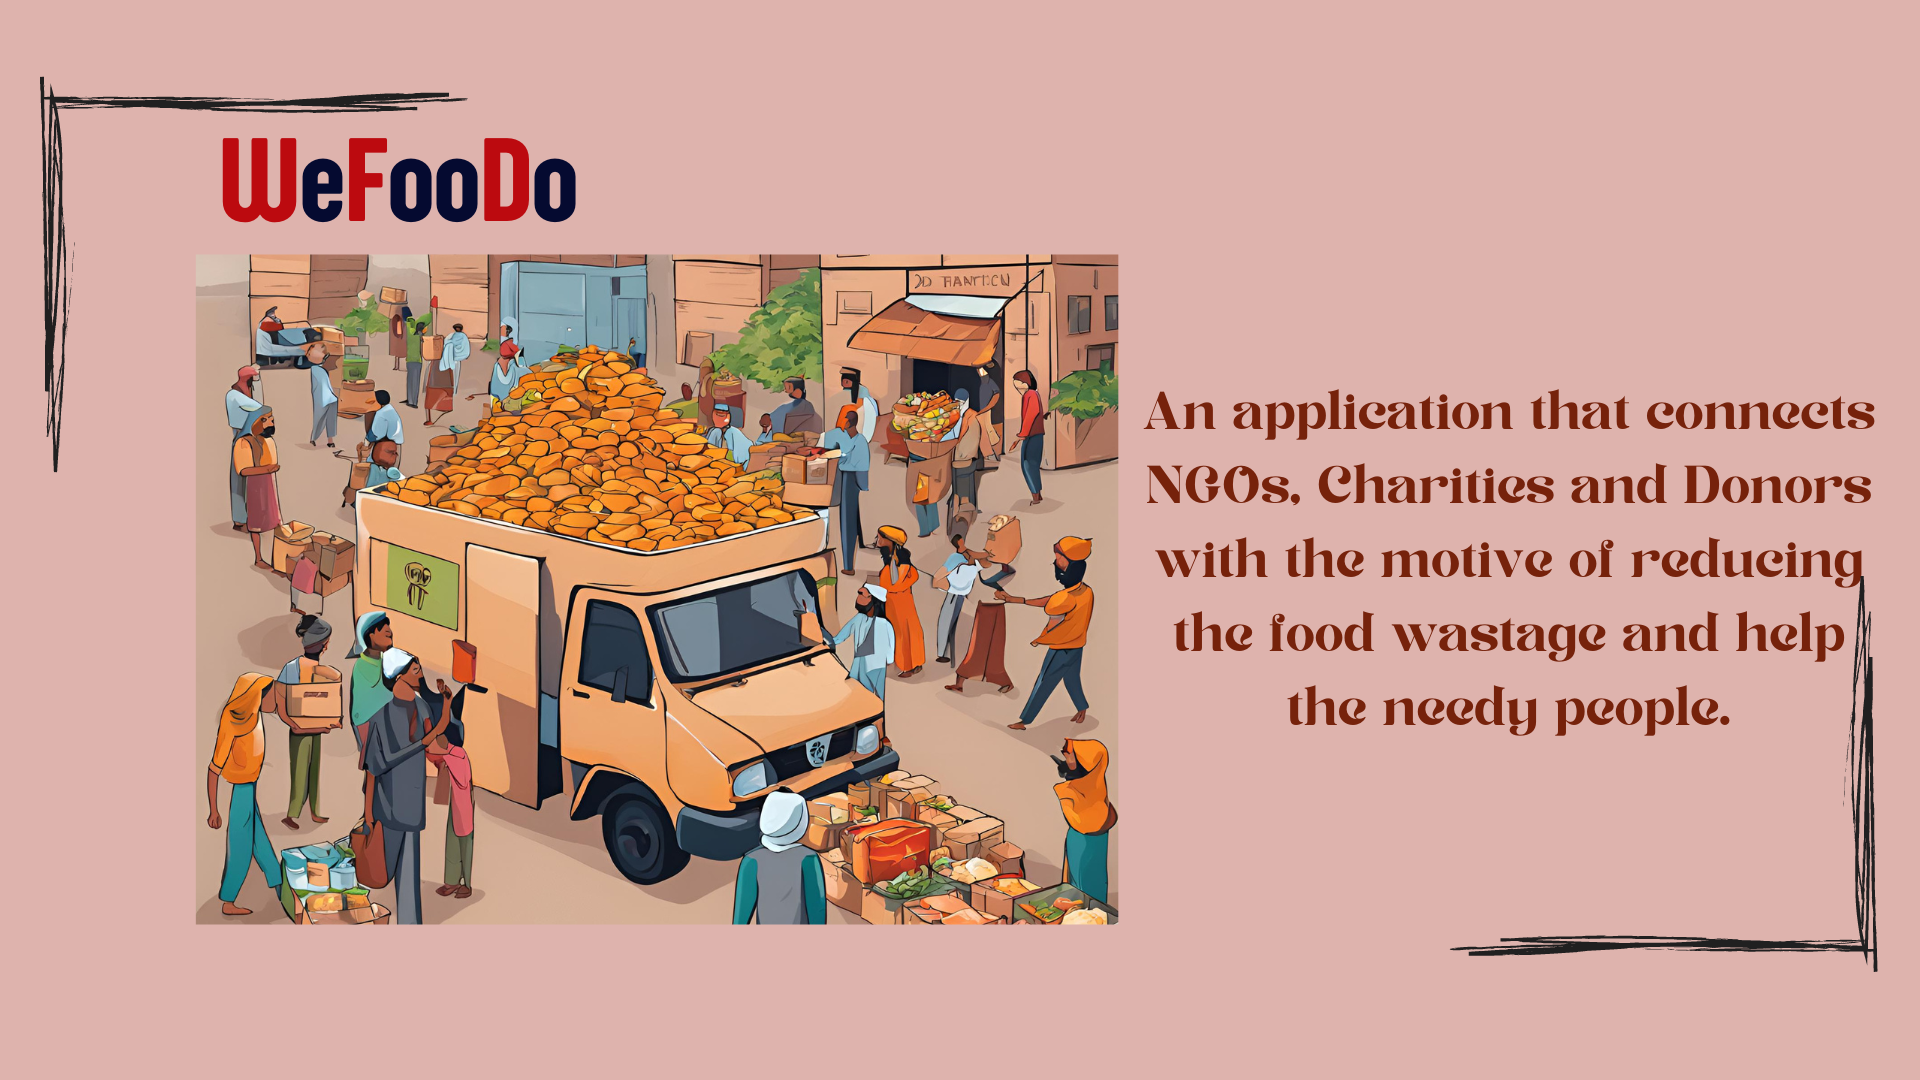 WeFooDo
An application that connects
NGOs, Charities and Donors
with the motive of reducing
the food wastage and help
the needy people.